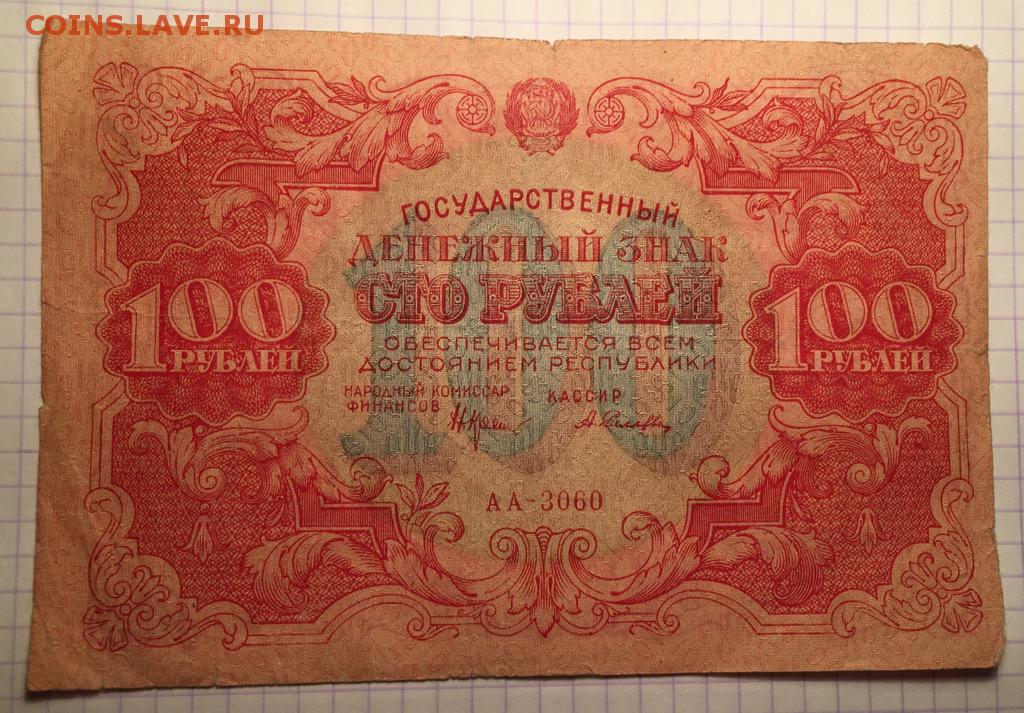 COINS.LAVE.RU
ГОСУДАРСТВЕННЫЙ
ДЕНЕЖНЫЙ ЗНАК
СТО РУБЛЕЙ
100
100 РУБЛЕЙ
100 РУБЛЕЙ
ОБЕСПЕЧИВАЕТСЯ ВСЕМ
ДОСТОЯНИЕМ РЕСПУБЛИКИ
НАРОДНЫЙ КОМИССАР
ФИНАНСОВ
КАССИР
АА-3060